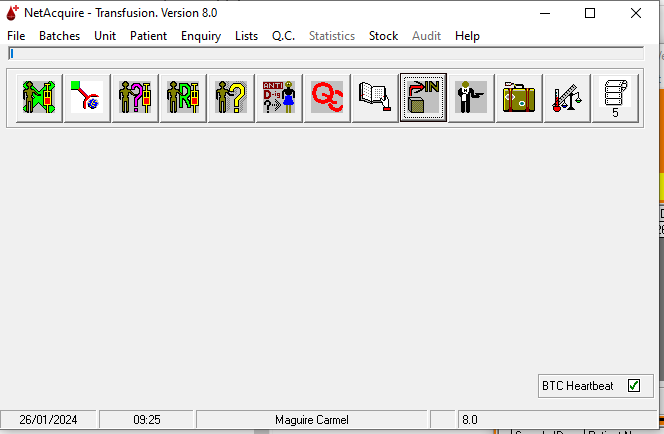 NetAcquire - Transfusion. Version 8.0
File Batches Unit Patient Enquiry Lists Q.C. Statistics Stock Audit Help
ANTI
D-ig
?->
R
?
?
QC
IN
5
BTC Heartbeat
26/01/2024 09:25 Maguire Carmel 8.0